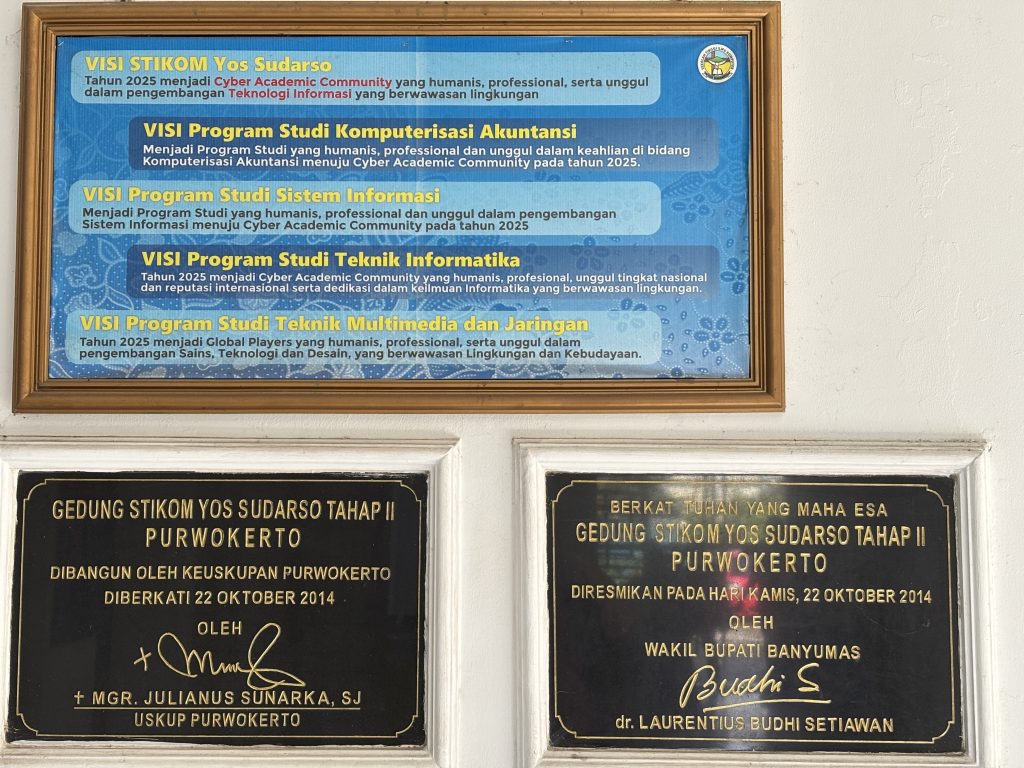 VISI STIKOM Yos Sudarso
Tahun 2025 menjadi Cyber Academic Community yang humanis, professional, serta unggul
dalam pengembangan Teknologi Informasi yang berwawasan lingkungan
VISI Program Studi Komputerisasi Akuntansi
Menjadi Program Studi yang humanis, professional dan unggul dalam keahlian di bidang
Komputerisasi Akuntansi menuju Cyber Academic Community pada tahun 2025.
VISI Program Studi Sistem Informasi
Menjadi Program Studi yang humanis, professional dan unggul dalam pengembangan
Sistem Informasi menuju Cyber Academic Community pada tahun 2025
VISI Program Studi Teknik Informatika
Tahun 2025 menjadi Cyber Academic Community yang humanis, profesional, unggul tingkat nasional
dan reputasi internasional serta dedikasi dalam keilmuan Informatika yang berwawasan lingkungan.
VISI Program Studi Teknik Multimedia dan Jaringan
Tahun 2025 menjadi Global Players yang humanis, professional, serta unggul dalam
pengembangan Sains, Teknologi dan Desain, yang berwawasan Lingkungan dan Kebudayaan.
GEDUNG STIKOM YOS SUDARSO TAHAP II
PURWOKERTO
DIBANGUN OLEH KEUSKUPAN PURWOKERTO
DIBERKATI 22 OKTOBER 2014
OLEH
✝ MGR. JULIANUS SUNARKA, SJ
USKUP PURWOKERTO
BERKAT TUHAN YANG MAHA ESA
GEDUNG STIKOM YOS SUDARSO TAHAP II
PURWOKERTO
DIRESMIKAN PADA HARI KAMIS, 22 OKTOBER 2014
OLEH
WAKIL BUPATI BANYUMAS
Budhi S
dr. LAURENTIUS BUDHI SETIAWAN